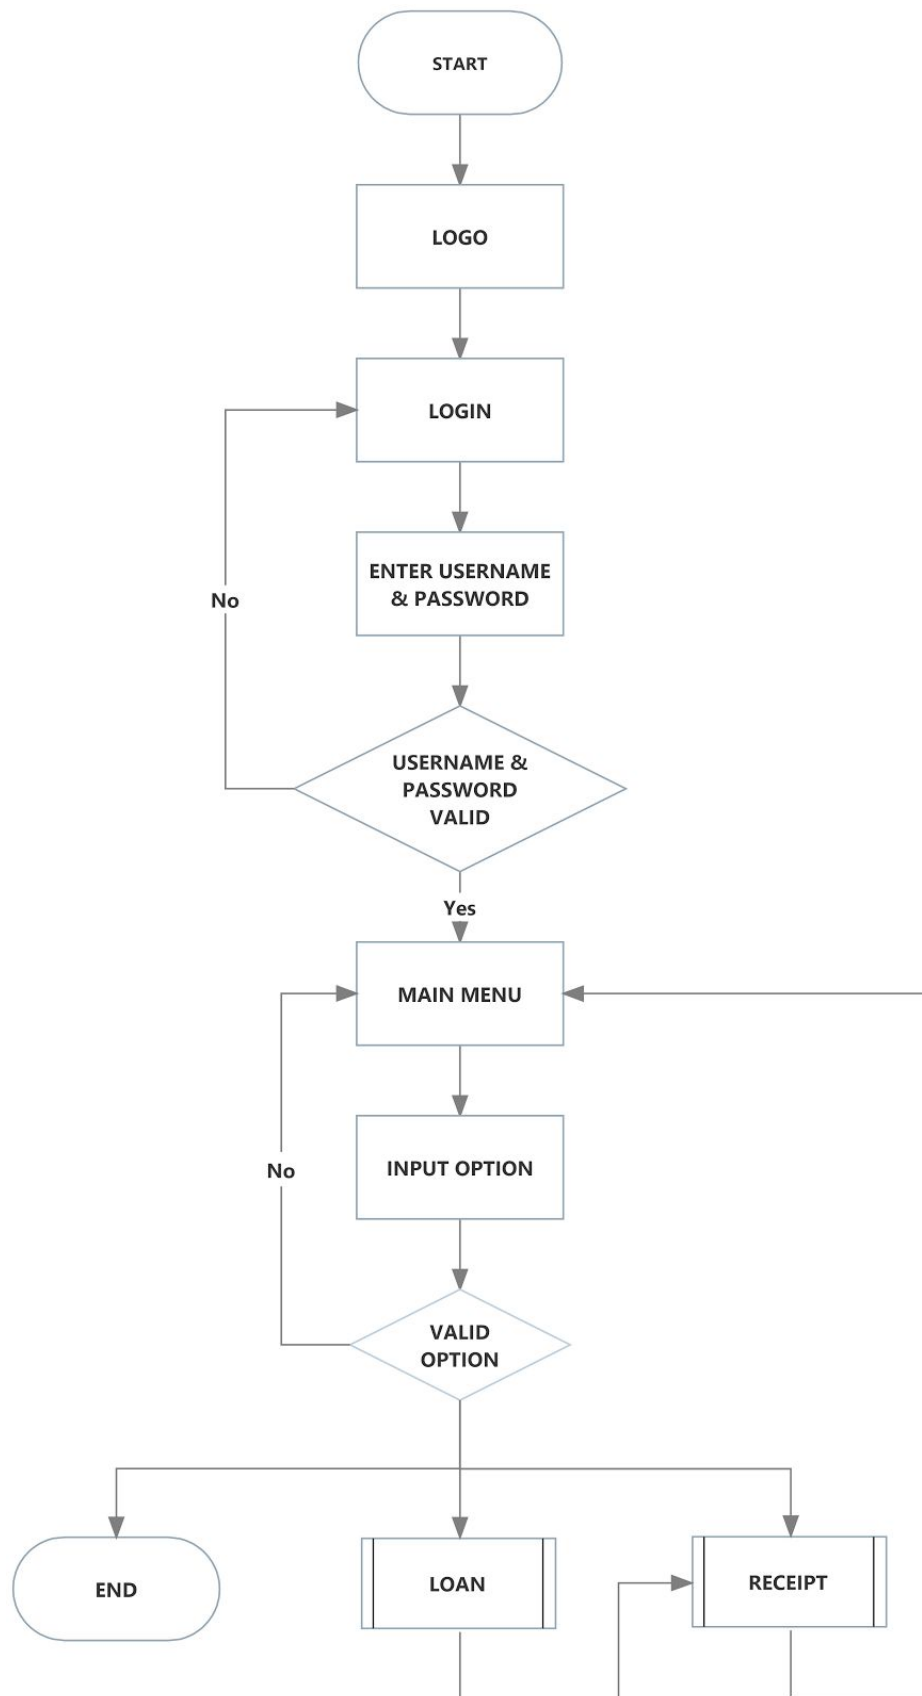 START
LOGO
LOGIN
ENTER USERNAME
& PASSWORD
No
USERNAME &
PASSWORD
VALID
Yes
MAIN MENU
INPUT OPTION
No
VALID
OPTION
END
LOAN
RECEIPT